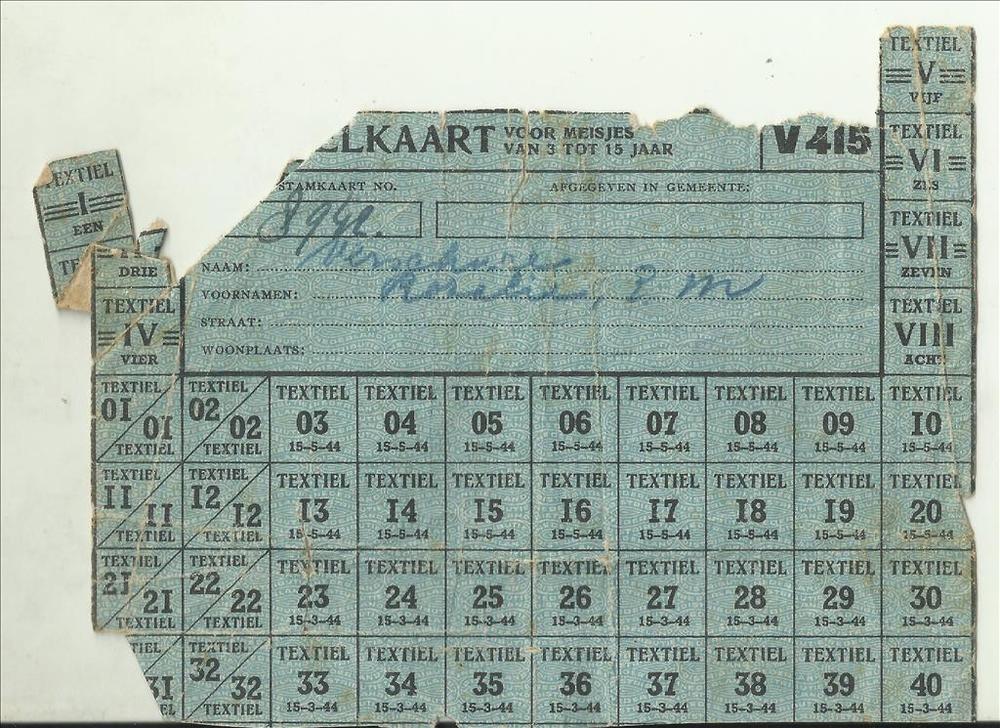 TEXTIEL
V
VIJF
ELKAART VOOR MEISJES
VAN 3 TOT 15 JAAR
V 415
TEXTIEL
VI
ZES
TEXTIEL
I
EEN
TE
STAMKAART NO.
AFGEGEVEN IN GEMEENTE:
8942.
TEXTIEL
VII
ZEVEN
DRIE
NAAM:
VOORNAMEN: Rosalia,
STRAAT:
WOONPLAATS:
TEXTIEL
IV
VIER
TEXTIEL
VIII
ACHT
TEXTIEL TEXTIEL TEXTIEL TEXTIEL TEXTIEL TEXTIEL TEXTIEL TEXTIEL TEXTIEL TEXTIEL
01 01 02 02 03 04 05 06 07 08 09 10
TEXTIEL TEXTIEL 15-5-44 15-5-44 15-5-44 15-5-44 15-5-44 15-5-44 15-5-44 15-5-44
TEXTIEL TEXTIEL TEXTIEL TEXTIEL TEXTIEL TEXTIEL TEXTIEL TEXTIEL TEXTIEL TEXTIEL
11 11 12 12 13 14 15 16 17 18 19 20
TEXTIEL TEXTIEL 15-5-44 15-5-44 15-5-44 15-5-44 15-5-44 15-5-44 15-5-44 15-5-44
TEXTIEL TEXTIEL TEXTIEL TEXTIEL TEXTIEL TEXTIEL TEXTIEL TEXTIEL TEXTIEL TEXTIEL
21 21 22 22 23 24 25 26 27 28 29 30
TEXTIEL TEXTIEL 15-3-44 15-3-44 15-3-44 15-3-44 15-3-44 15-3-44 15-3-44 15-3-44
TIEL TEXTIEL TEXTIEL TEXTIEL TEXTIEL TEXTIEL TEXTIEL TEXTIEL TEXTIEL TEXTIEL
31 32 32 33 34 35 36 37 38 39 40
EL TEXTIEL 15-3-44 15-3-44 15-3-44 15-3-44 15-3-44 15-3-44 15-3-44 15-3-44